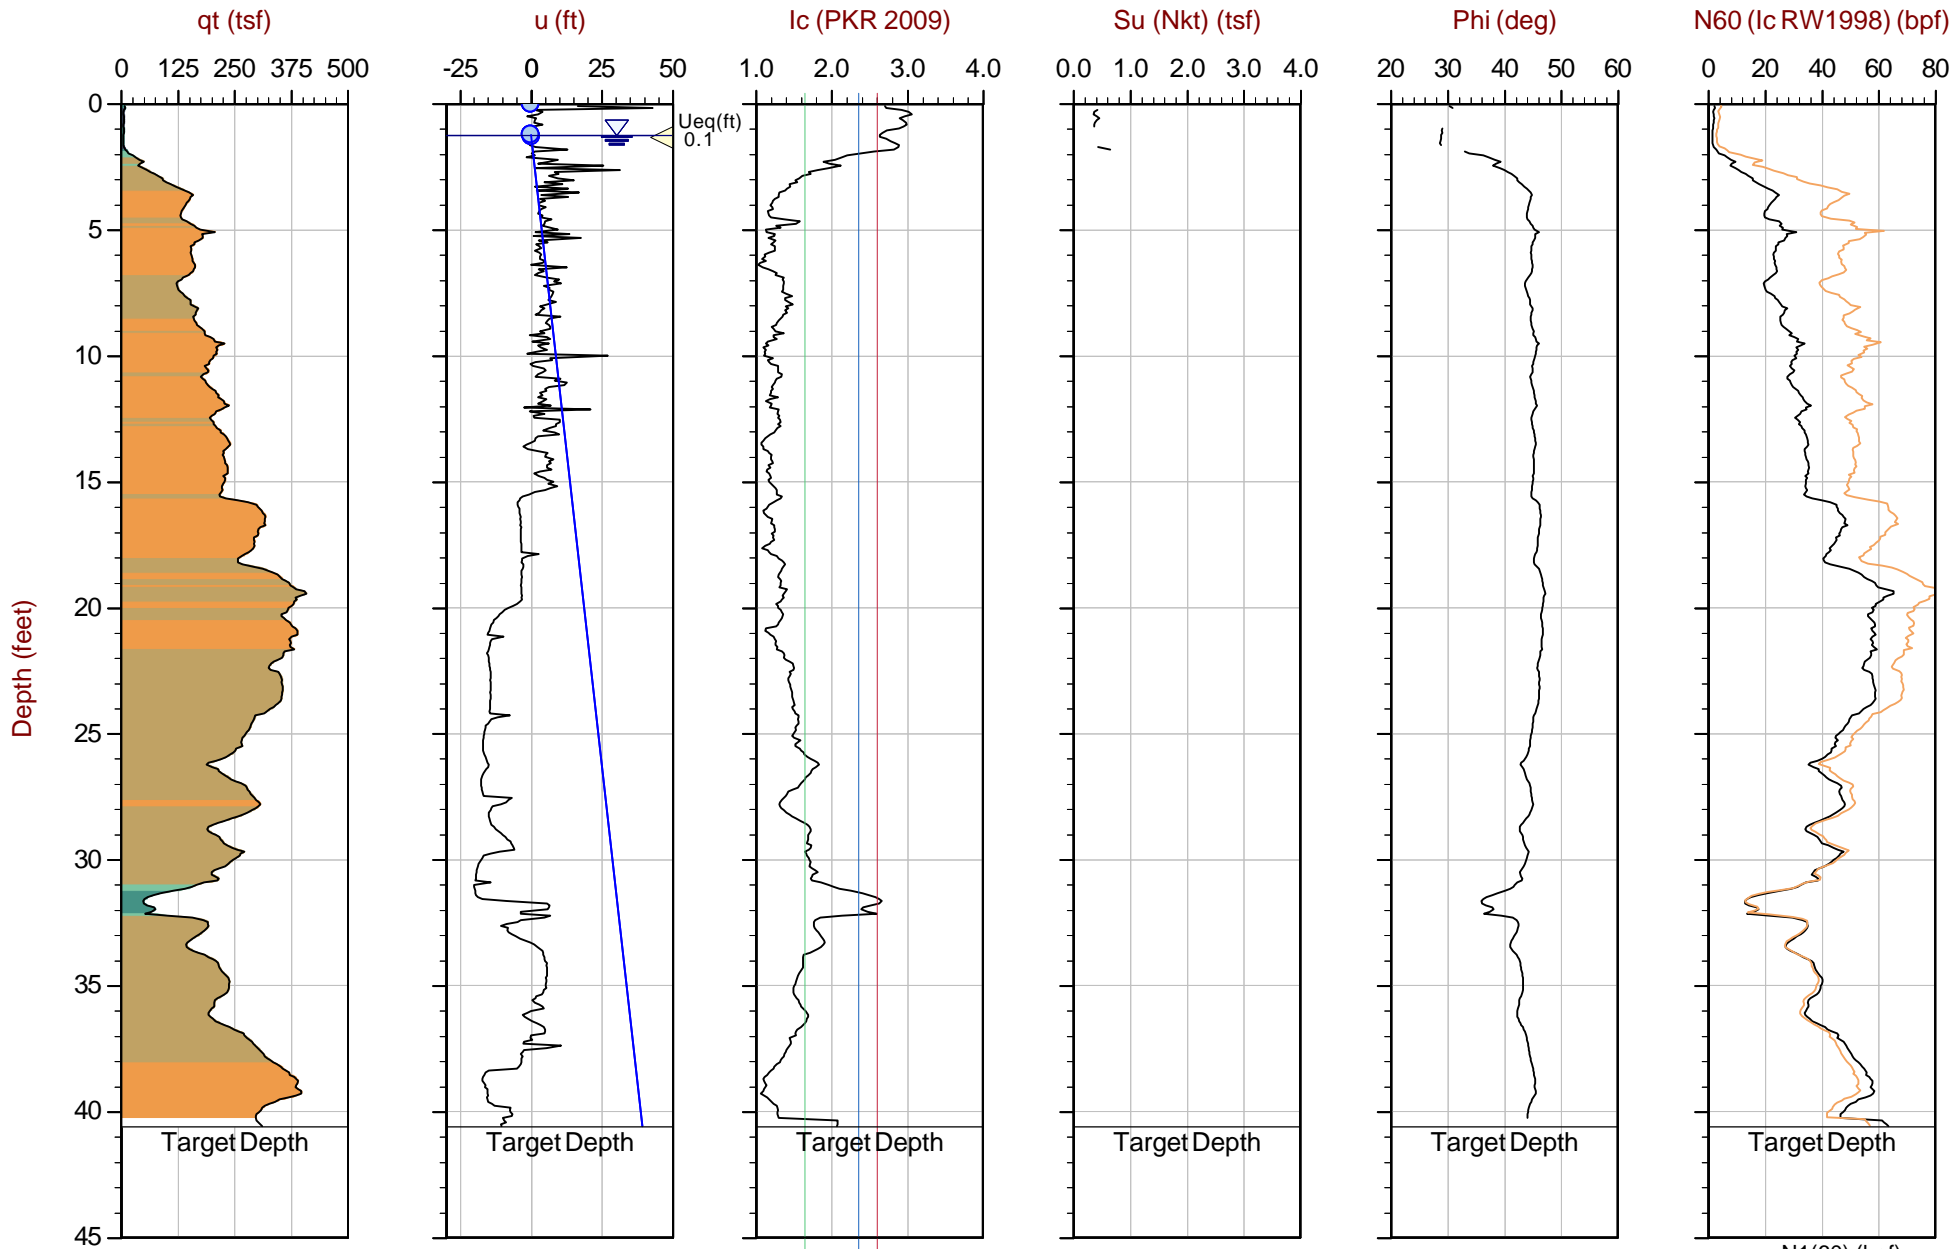 qt (tsf)
u (ft)
Ic (PKR 2009)
Su (Nkt) (tsf)
Phi (deg)
N60 (Ic RW1998) (bpf)
0 125 250 375 500
-25 0 25 50
1.0 2.0 3.0 4.0
0.0 1.0 2.0 3.0 4.0
20 30 40 50 60
0 20 40 60 80
0
Ueq(ft)
0.1
5
10
15
20
25
30
35
40
45
Depth (feet)
Target Depth
Target Depth
Target Depth
Target Depth
Target Depth
Target Depth